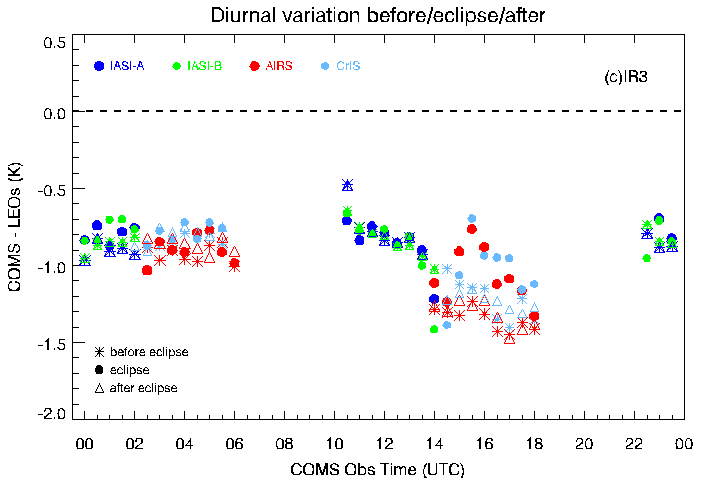 Diurnal variation before/eclipse/after
0.5
IASI-A IASI-B AIRS CrIS
(c)IR3
0.0
-0.5
COMS - LEOs (K)
-1.0
-1.5
before eclipse
eclipse
after eclipse
-2.0
00 02 04 06 10 12 14 16 18 20 22 00
COMS Obs Time (UTC)